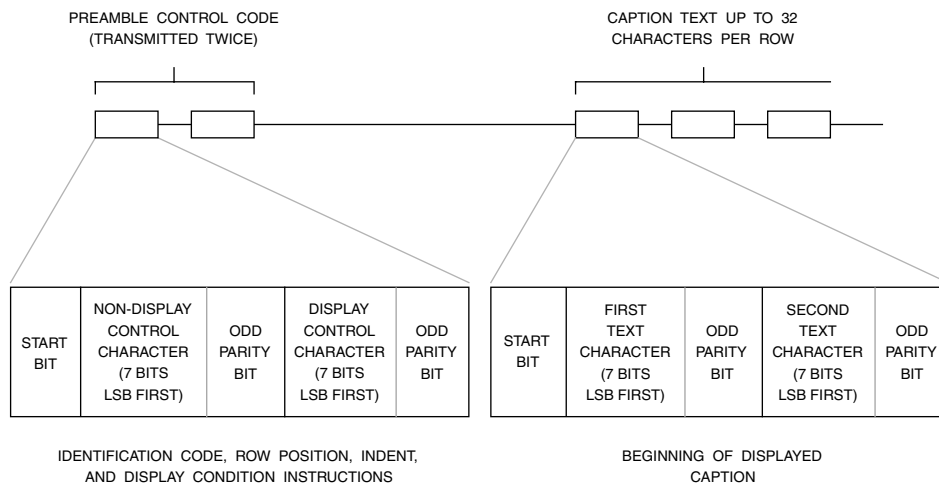 PREAMBLE CONTROL CODE
(TRANSMITTED TWICE)
CAPTION TEXT UP TO 32
CHARACTERS PER ROW
START
BIT
NON-DISPLAY
CONTROL
CHARACTER
(7 BITS
LSB FIRST)
ODD
PARITY
BIT
DISPLAY
CONTROL
CHARACTER
(7 BITS
LSB FIRST)
ODD
PARITY
BIT
START
BIT
FIRST
TEXT
CHARACTER
(7 BITS
LSB FIRST)
ODD
PARITY
BIT
SECOND
TEXT
CHARACTER
(7 BITS
LSB FIRST)
ODD
PARITY
BIT
IDENTIFICATION CODE, ROW POSITION, INDENT,
AND DISPLAY CONDITION INSTRUCTIONS
BEGINNING OF DISPLAYED
CAPTION